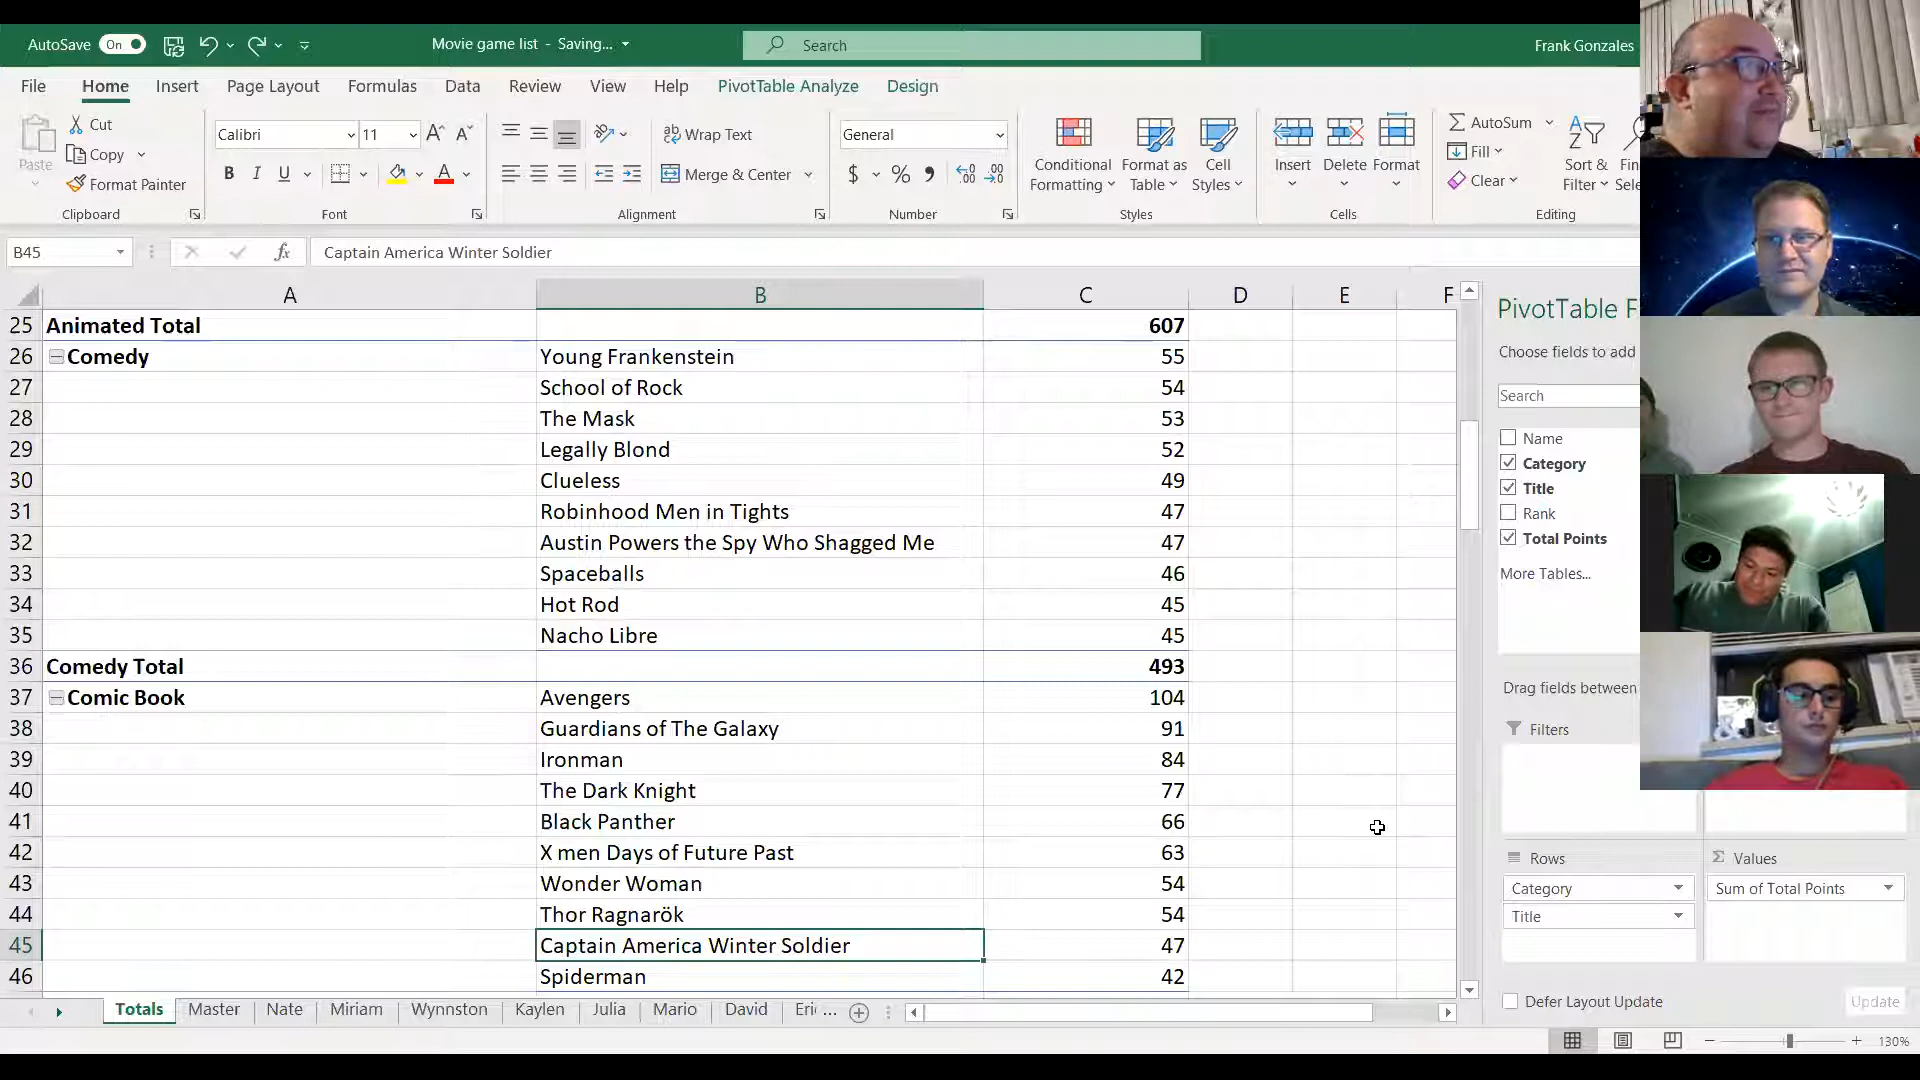 AutoSave On Movie game list - Saving... Search Frank Gonzales
File Home Insert Page Layout Formulas Data Review View Help PivotTable Analyze Design
Paste Cut Copy Format Painter
Calibri 11 B I U A
ab Wrap Text Merge & Center
General $ %
Conditional Formatting Format as Table Cell Styles
Insert Delete Format
AutoSum Fill Clear Sort & Filter
Clipboard Font Alignment Number Styles Cells Editing
B45 fx Captain America Winter Soldier
A B C D E F
25 Animated Total 607
26 Comedy Young Frankenstein 55
27 School of Rock 54
28 The Mask 53
29 Legally Blond 52
30 Clueless 49
31 Robinhood Men in Tights 47
32 Austin Powers the Spy Who Shagged Me 47
33 Spaceballs 46
34 Hot Rod 45
35 Nacho Libre 45
36 Comedy Total 493
37 Comic Book Avengers 104
38 Guardians of The Galaxy 91
39 Ironman 84
40 The Dark Knight 77
41 Black Panther 66
42 X men Days of Future Past 63
43 Wonder Woman 54
44 Thor Ragnarök 54
45 Captain America Winter Soldier 47
46 Spiderman 42
PivotTable F
Choose fields to add
Search
Name
Category
Title
Rank
Total Points
More Tables...
Drag fields between
Filters
Rows Σ Values
Category Sum of Total Points
Title
Defer Layout Update Update
Totals Master Nate Miriam Wynnston Kaylen Julia Mario David Eri ...
130%